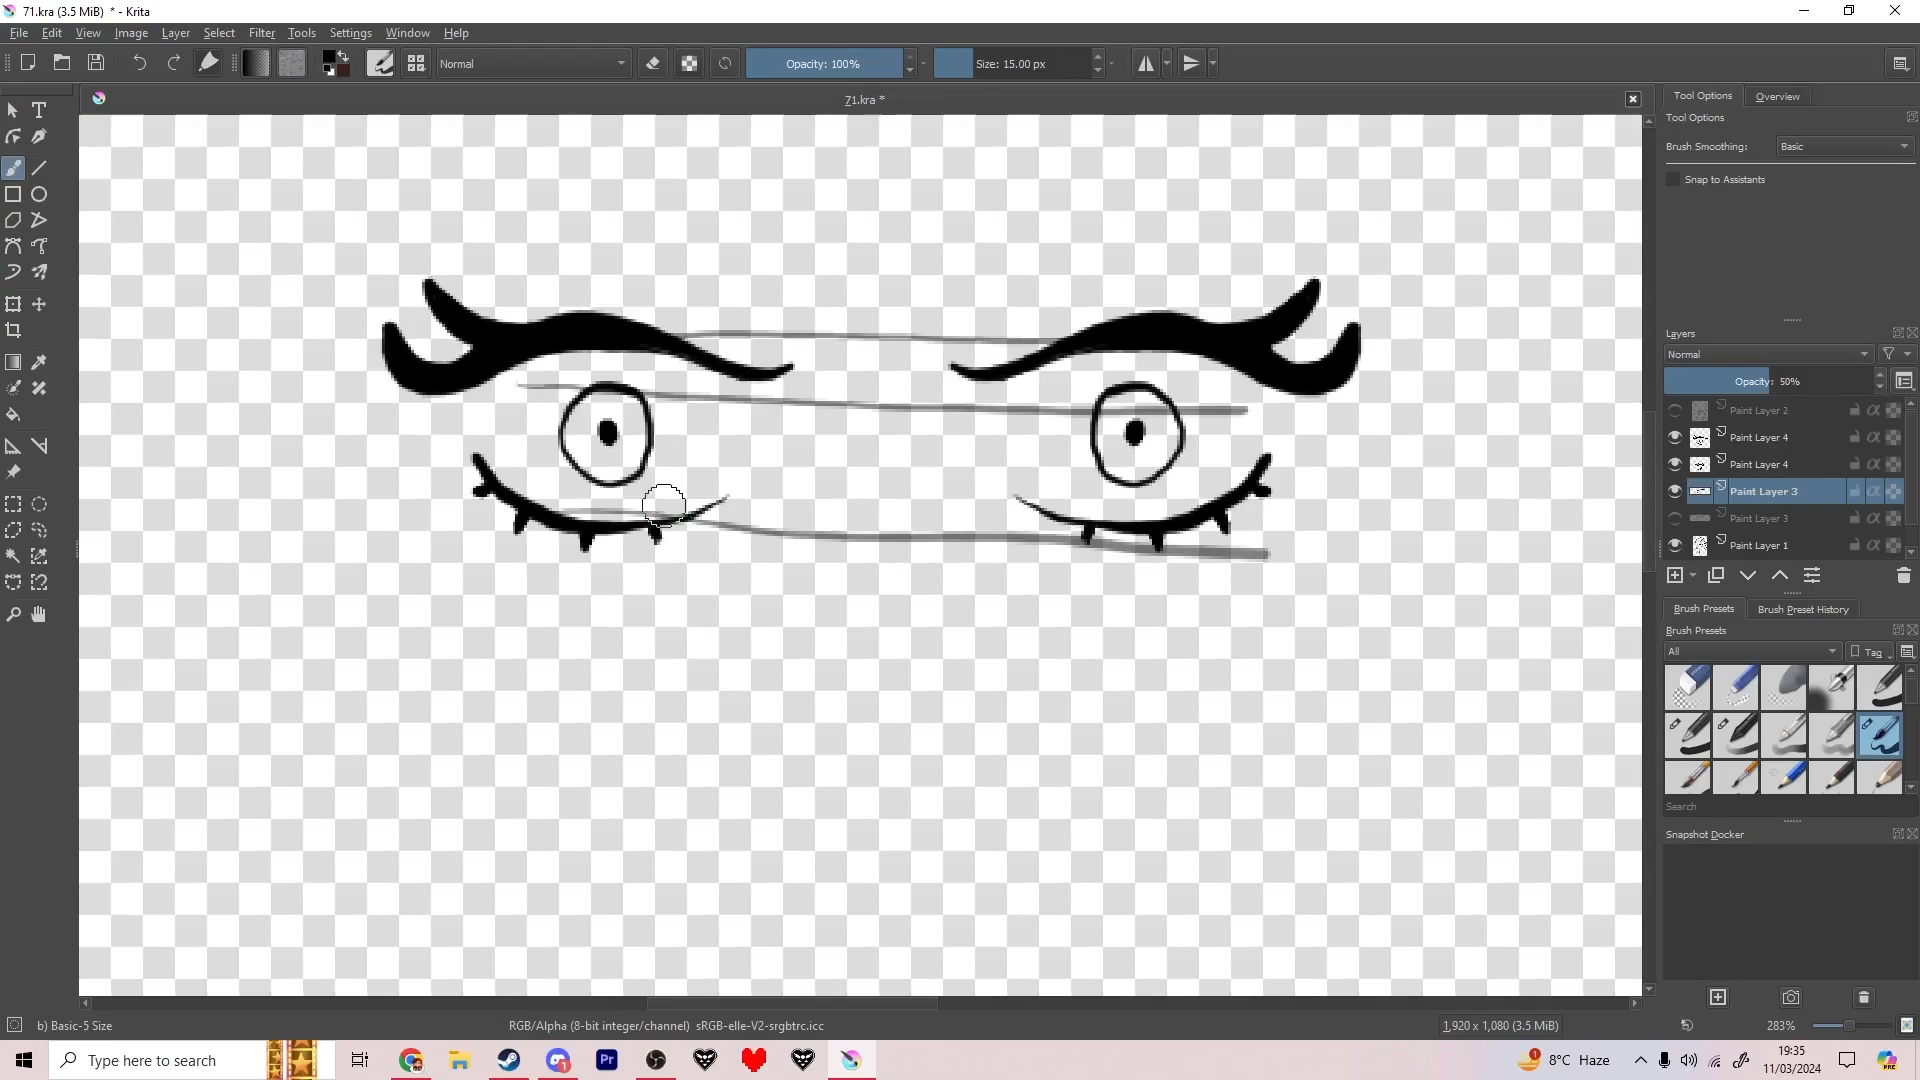 71.kra (3.5 MiB) * - Krita
File Edit View Image Layer Select Filter Tools Settings Window Help
Normal
Opacity: 100%
Size: 15.00 px
71.kra *
Tool Options Overview
Tool Options
Brush Smoothing: Basic
Snap to Assistants
Layers
Normal
Opacity: 50%
Paint Layer 2
Paint Layer 4
Paint Layer 4
Paint Layer 3
Paint Layer 3
Paint Layer 1
Brush Presets Brush Preset History
Brush Presets
All Tag
Search
Snapshot Docker
b) Basic-5 Size
RGB/Alpha (8-bit integer/channel) sRGB-elle-V2-srgbtrc.icc
1,920 x 1,080 (3.5 MiB)
283%
Type here to search
Pr
1
1
8°C Haze
19:35
11/03/2024
PRE